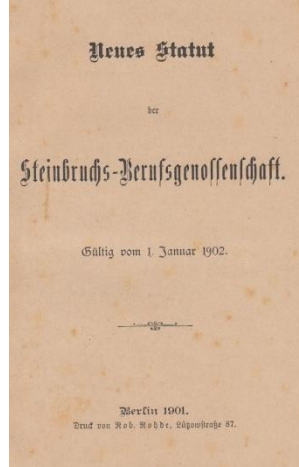 Neues Statut
der
Steinbruchs-Berufsgenossenschaft.
Gültig vom 1. Januar 1902.
Berlin 1901.
Druck von Rob. Rohde, Lützowstraße 87.